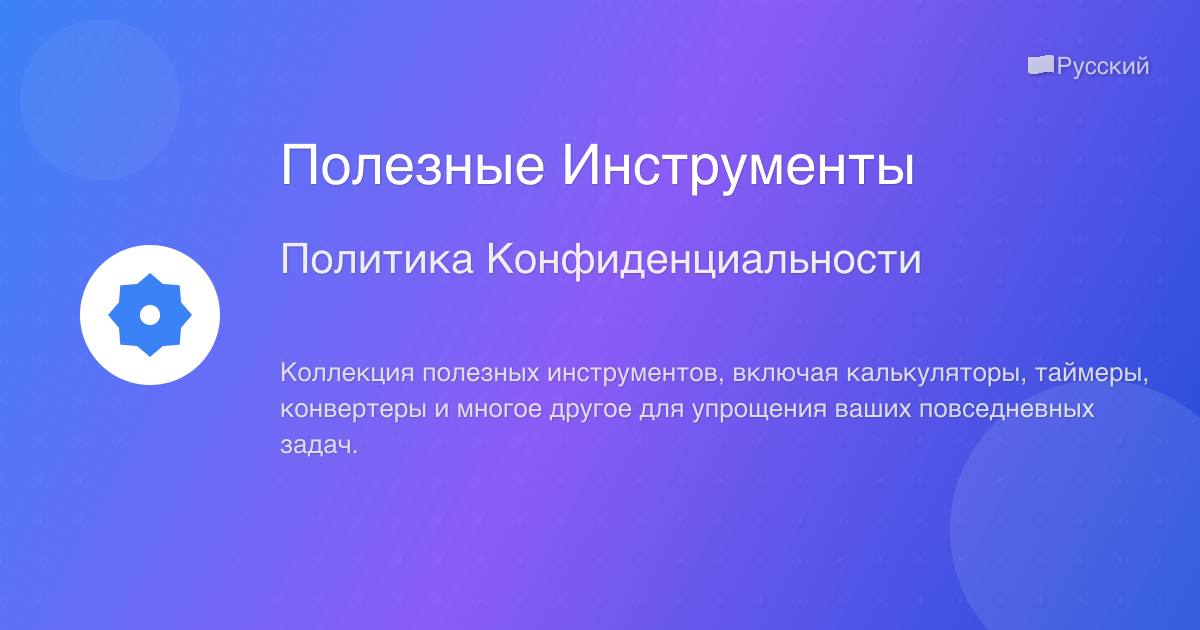 Русский
Полезные Инструменты
Политика Конфиденциальности
Коллекция полезных инструментов, включая калькуляторы, таймеры,
конвертеры и многое другое для упрощения ваших повседневных
задач.